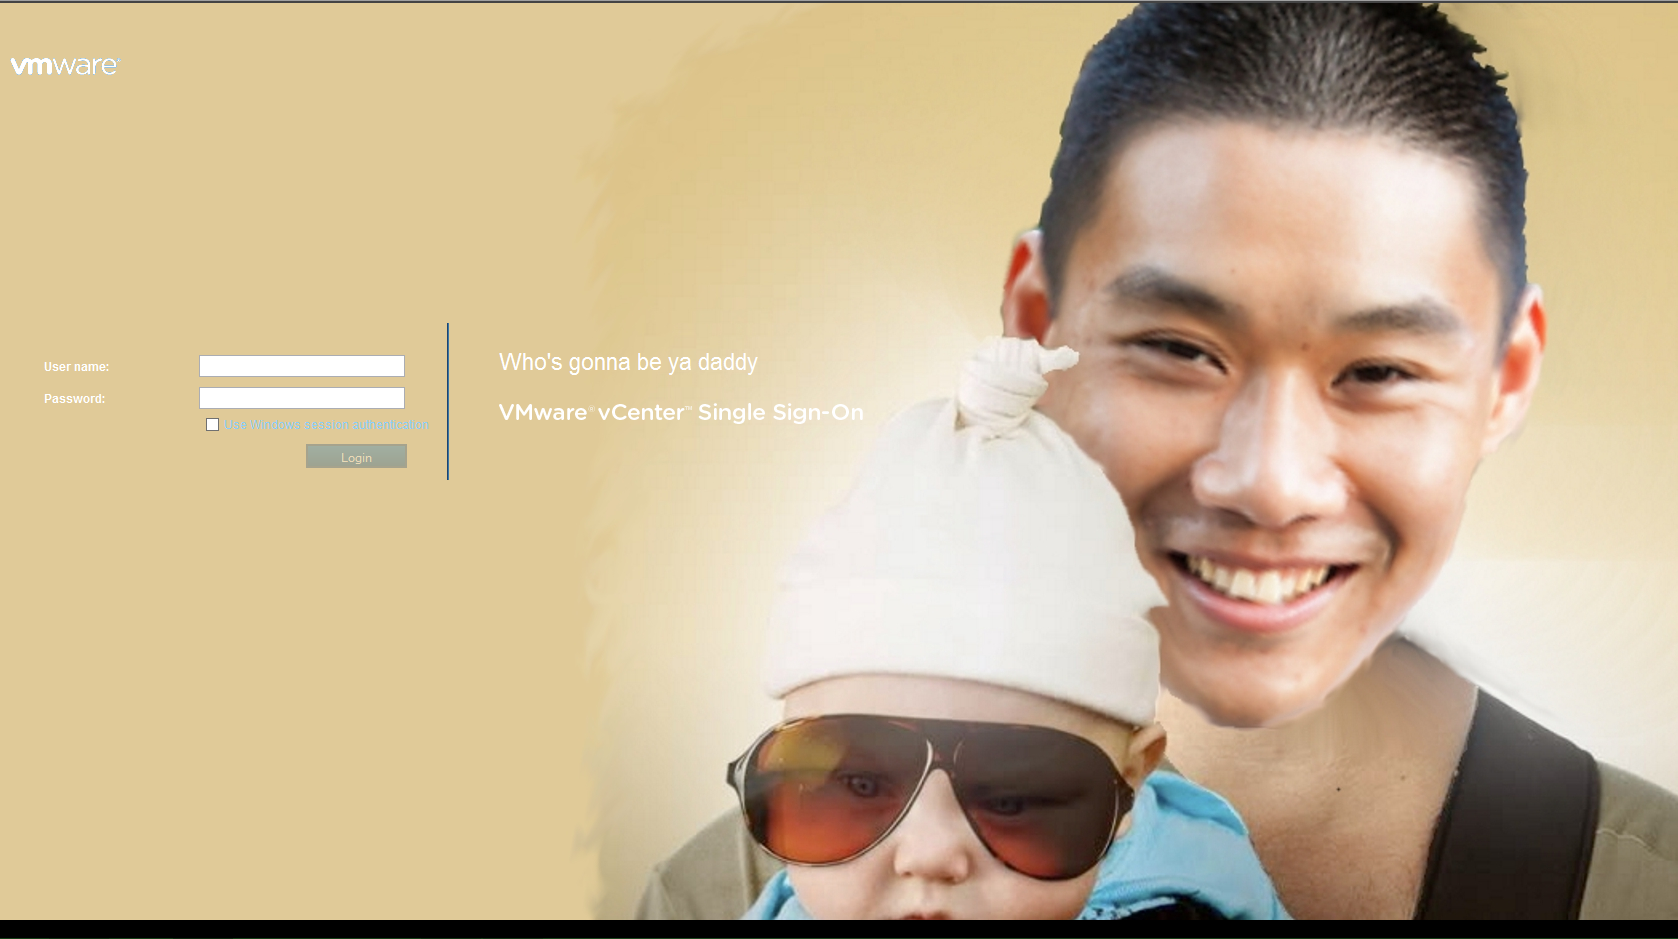 vmware®
User name:
Password:
Use Windows session authentication
Login
Who's gonna be ya daddy
VMware® vCenter™ Single Sign-On